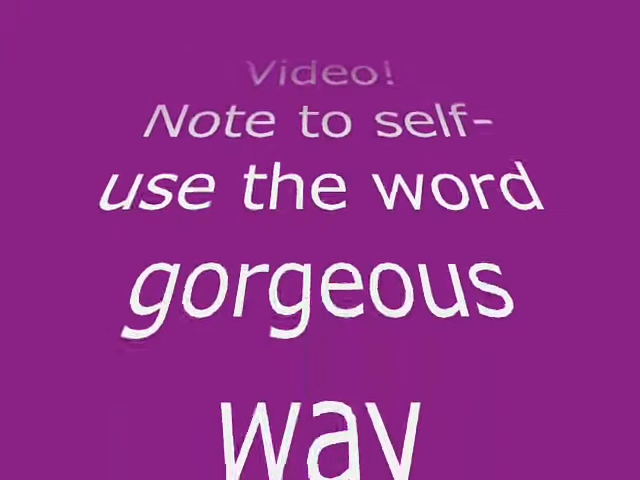 Video!
Note to self-
use the word
gorgeous
way